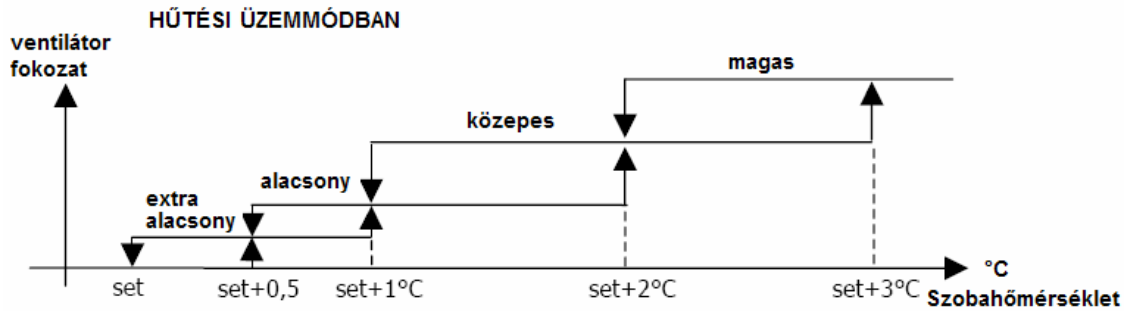 HŰTÉSI ÜZEMMÓDBAN
ventilátor
fokozat
magas
közepes
alacsony
extra
alacsony
°C
set
set+0,5
set+1°C
set+2°C
set+3°C
Szobahőmérséklet